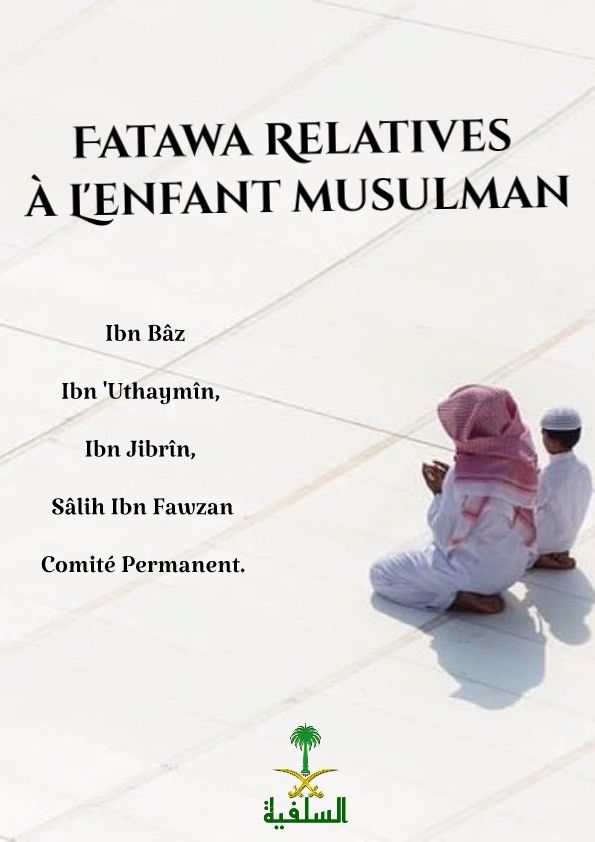 Fatawa Relatives
à l'Enfant musulman
Ibn Bâz
Ibn 'Uthaymîn,
Ibn Jibrîn,
Sâlih Ibn Fawzan
Comité Permanent.
السلفية